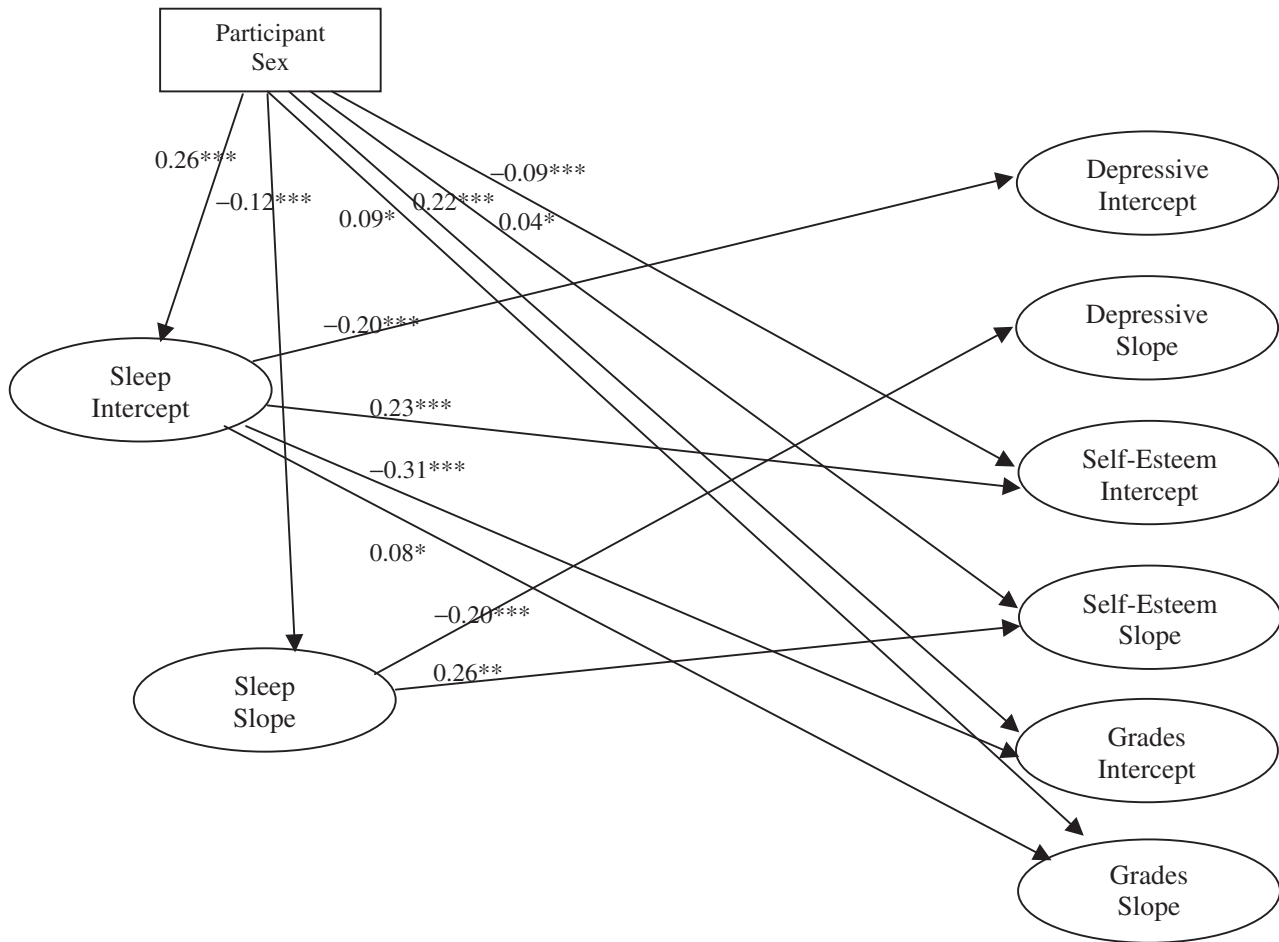 Participant
Sex
0.26***
−0.12***
0.09*
0.22***
0.04*
−0.09***
Depressive
Intercept
−0.20***
Depressive
Slope
Sleep
Intercept
0.23***
−0.31***
0.08*
Self-Esteem
Intercept
−0.20***
0.26**
Self-Esteem
Slope
Sleep
Slope
Grades
Intercept
Grades
Slope